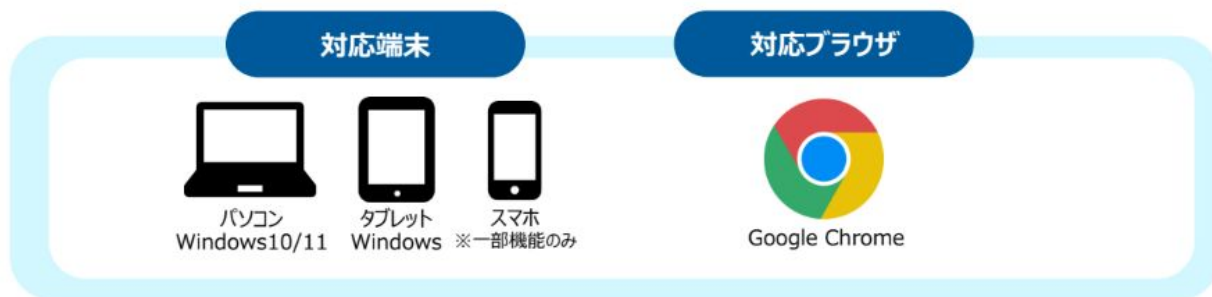 対応端末
対応ブラウザ
パソコン
Windows10/11
タブレット
Windows
スマホ
※一部機能のみ
Google Chrome